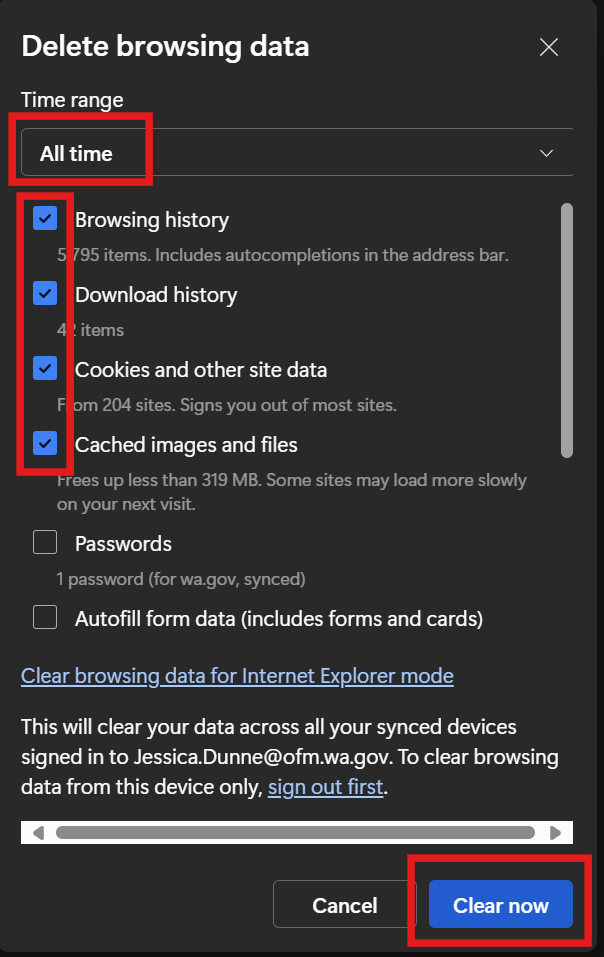 Delete browsing data
Time range
All time
Browsing history
5,795 items. Includes autocompletions in the address bar.
Download history
42 items
Cookies and other site data
From 204 sites. Signs you out of most sites.
Cached images and files
Frees up less than 319 MB. Some sites may load more slowly
on your next visit.
Passwords
1 password (for wa.gov, synced)
Autofill form data (includes forms and cards)
Clear browsing data for Internet Explorer mode
This will clear your data across all your synced devices
signed in to Jessica.Dunne@ofm.wa.gov. To clear browsing
data from this device only, sign out first.
Cancel
Clear now